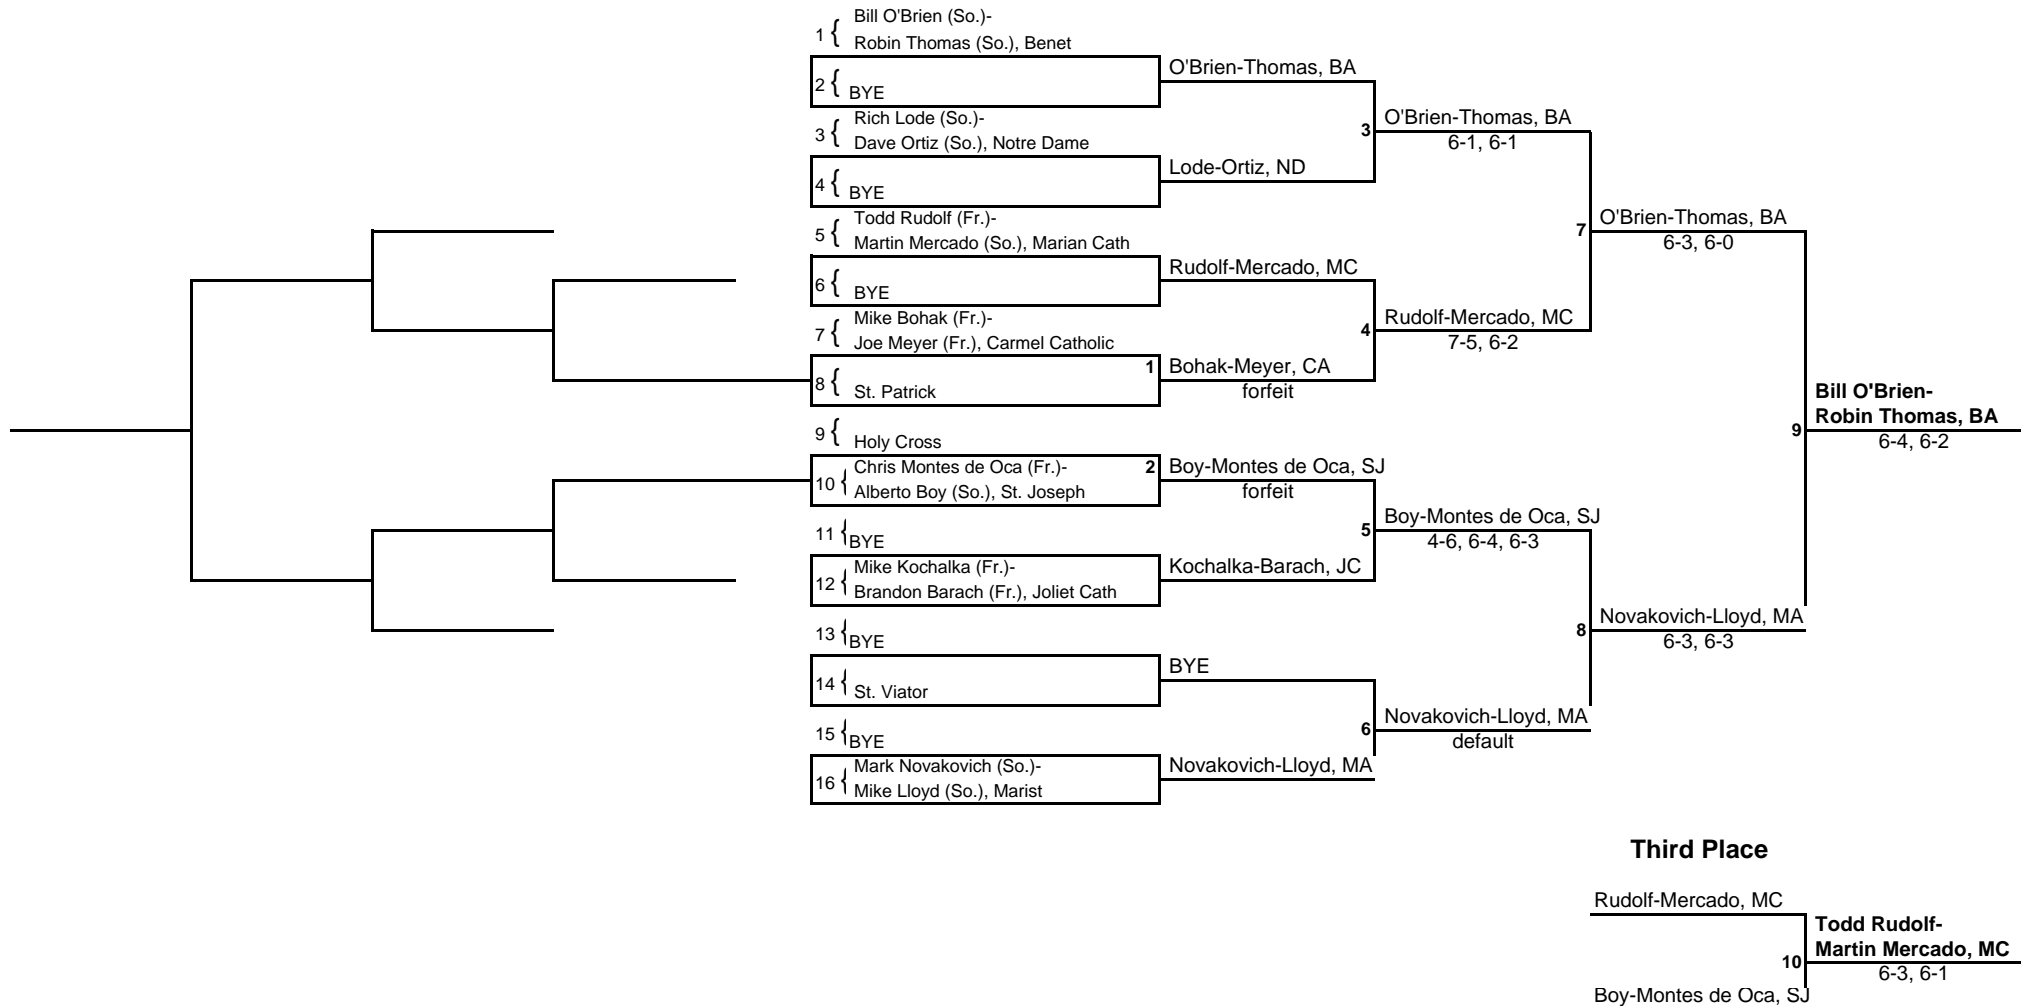 Bill O'Brien (So.)-
1 {
Robin Thomas (So.), Benet
O'Brien-Thomas, BA
2 { BYE
Rich Lode (So.)-
3 {
Dave Ortiz (So.), Notre Dame
3
O'Brien-Thomas, BA
6-1, 6-1
Lode-Ortiz, ND
4 { BYE
Todd Rudolf (Fr.)-
5 {
Martin Mercado (So.), Marian Cath
7
O'Brien-Thomas, BA
6-3, 6-0
Rudolf-Mercado, MC
6 { BYE
Mike Bohak (Fr.)-
7 {
Joe Meyer (Fr.), Carmel Catholic
4
Rudolf-Mercado, MC
7-5, 6-2
1
Bohak-Meyer, CA
forfeit
8 { St. Patrick
9 { Holy Cross
9
Bill O'Brien-
Robin Thomas, BA
6-4, 6-2
Chris Montes de Oca (Fr.)-
10 {
Alberto Boy (So.), St. Joseph
2
Boy-Montes de Oca, SJ
forfeit
11 { BYE
5
Boy-Montes de Oca, SJ
4-6, 6-4, 6-3
Mike Kochalka (Fr.)-
12 {
Brandon Barach (Fr.), Joliet Cath
Kochalka-Barach, JC
13 { BYE
8
Novakovich-Lloyd, MA
6-3, 6-3
BYE
14 { St. Viator
15 { BYE
6
Novakovich-Lloyd, MA
default
Mark Novakovich (So.)-
16 {
Mike Lloyd (So.), Marist
Novakovich-Lloyd, MA
Third Place
Rudolf-Mercado, MC
10
Todd Rudolf-
Martin Mercado, MC
6-3, 6-1
Boy-Montes de Oca, SJ